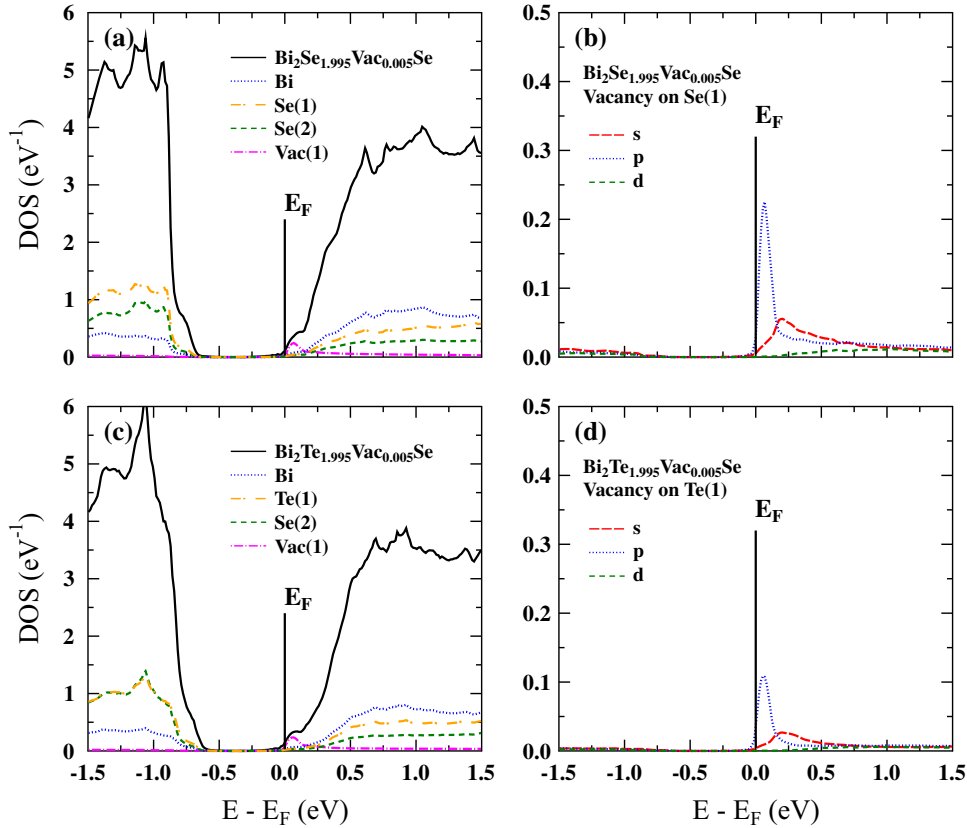 (a)
Bi₂Se₁.₉₉₅Vac₀.₀₀₅Se
Bi
Se(1)
Se(2)
Vac(1)
E_F
DOS (eV⁻¹)
6
5
4
3
2
1
0
(b)
Bi₂Se₁.₉₉₅Vac₀.₀₀₅Se
Vacancy on Se(1)
E_F
s
p
d
0.5
0.4
0.3
0.2
0.1
0.0
(c)
Bi₂Te₁.₉₉₅Vac₀.₀₀₅Se
Bi
Te(1)
Se(2)
Vac(1)
E_F
DOS (eV⁻¹)
6
5
4
3
2
1
0
-1.5 -1.0 -0.5 0.0 0.5 1.0 1.5
E - E_F (eV)
(d)
Bi₂Te₁.₉₉₅Vac₀.₀₀₅Se
Vacancy on Te(1)
E_F
s
p
d
0.5
0.4
0.3
0.2
0.1
0.0
-1.5 -1.0 -0.5 0.0 0.5 1.0 1.5
E - E_F (eV)